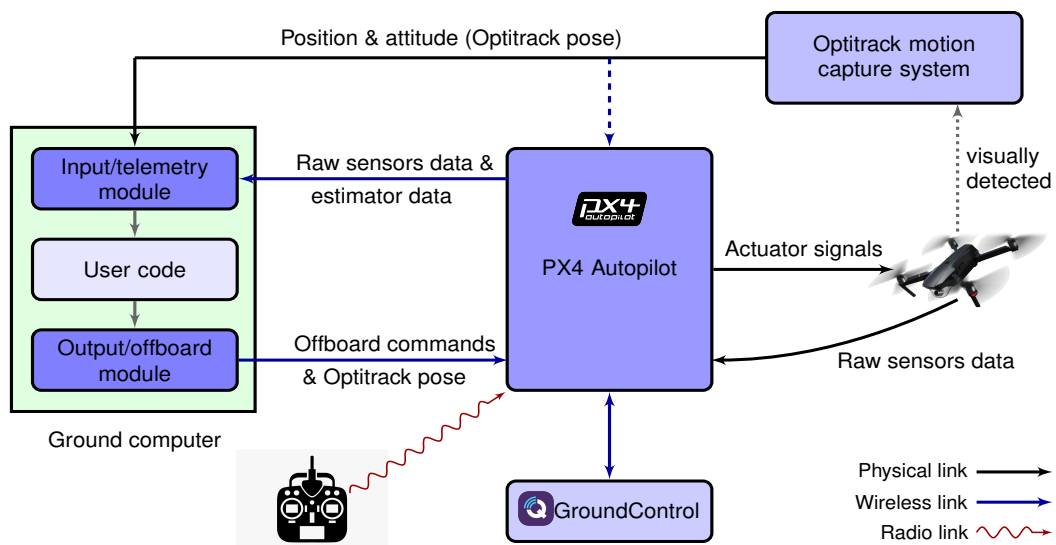 Position & attitude (Optitrack pose)
Optitrack motion
capture system
Input/telemetry
module
Raw sensors data &
estimator data
visually
detected
px4
autopilot
PX4 Autopilot
User code
Actuator signals
Output/offboard
module
Offboard commands
& Optitrack pose
Raw sensors data
Ground computer
Q
GroundControl
Physical link
Wireless link
Radio link